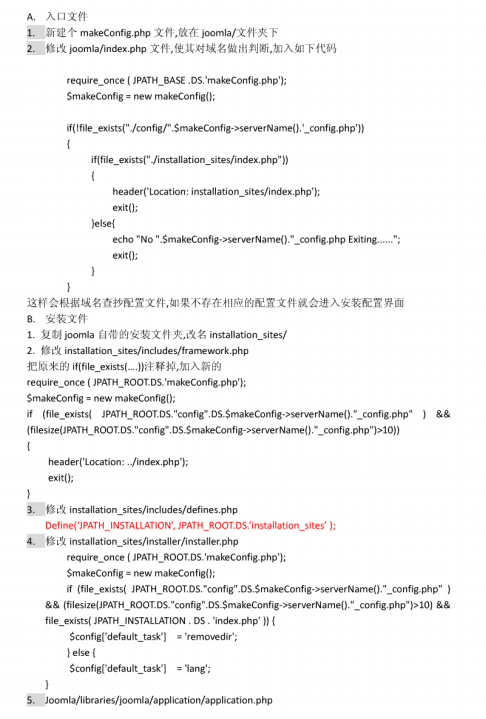 A. 入口文件
1. 新建个 makeConfig.php 文件,放在 joomla/文件夹下
2. 修改 joomla/index.php 文件,使其对域名做出判断,加入如下代码
require_once ( JPATH_BASE .DS.'makeConfig.php');
$makeConfig = new makeConfig();
if(!file_exists("./config/".$makeConfig->serverName().'_config.php'))
{
if(file_exists("./installation_sites/index.php"))
{
header('Location: installation_sites/index.php');
exit();
}else{
echo "No ".$makeConfig->serverName()."_config.php Exiting......";
exit();
}
}
这样会根据域名查抄配置文件,如果不存在相应的配置文件就会进入安装配置界面
B. 安装文件
1. 复制 joomla 自带的安装文件夹,改名 installation_sites/
2. 修改 installation_sites/includes/framework.php
把原来的 if(file_exists(....))注释掉,加入新的
require_once ( JPATH_ROOT.DS.'makeConfig.php');
$makeConfig = new makeConfig();
if (file_exists( JPATH_ROOT.DS."config".DS.$makeConfig->serverName()."_config.php" ) &&
(filesize(JPATH_ROOT.DS."config".DS.$makeConfig->serverName()."_config.php")>10))
{
header('Location: ../index.php');
exit();
}
3. 修改 installation_sites/includes/defines.php
Define('JPATH_INSTALLATION', JPATH_ROOT.DS.'installation_sites' );
4. 修改 installation_sites/installer/installer.php
require_once ( JPATH_ROOT.DS.'makeConfig.php');
$makeConfig = new makeConfig();
if (file_exists( JPATH_ROOT.DS."config".DS.$makeConfig->serverName()."_config.php" )
&& (filesize(JPATH_ROOT.DS."config".DS.$makeConfig->serverName()."_config.php")>10) &&
file_exists( JPATH_INSTALLATION . DS . 'index.php' )) {
$config['default_task'] = 'removedir';
} else {
$config['default_task'] = 'lang';
}
5. Joomla/libraries/joomla/application/application.php